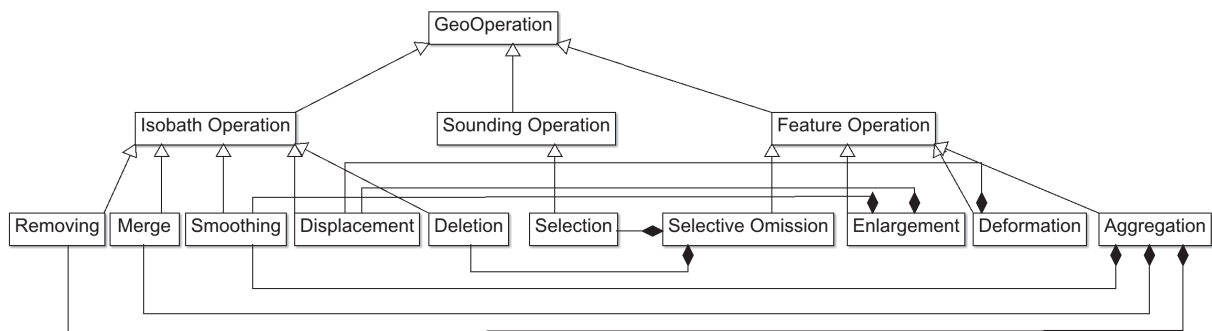 GeoOperation
Isobath Operation
Sounding Operation
Feature Operation
Removing
Merge
Smoothing
Displacement
Deletion
Selection
Selective Omission
Enlargement
Deformation
Aggregation